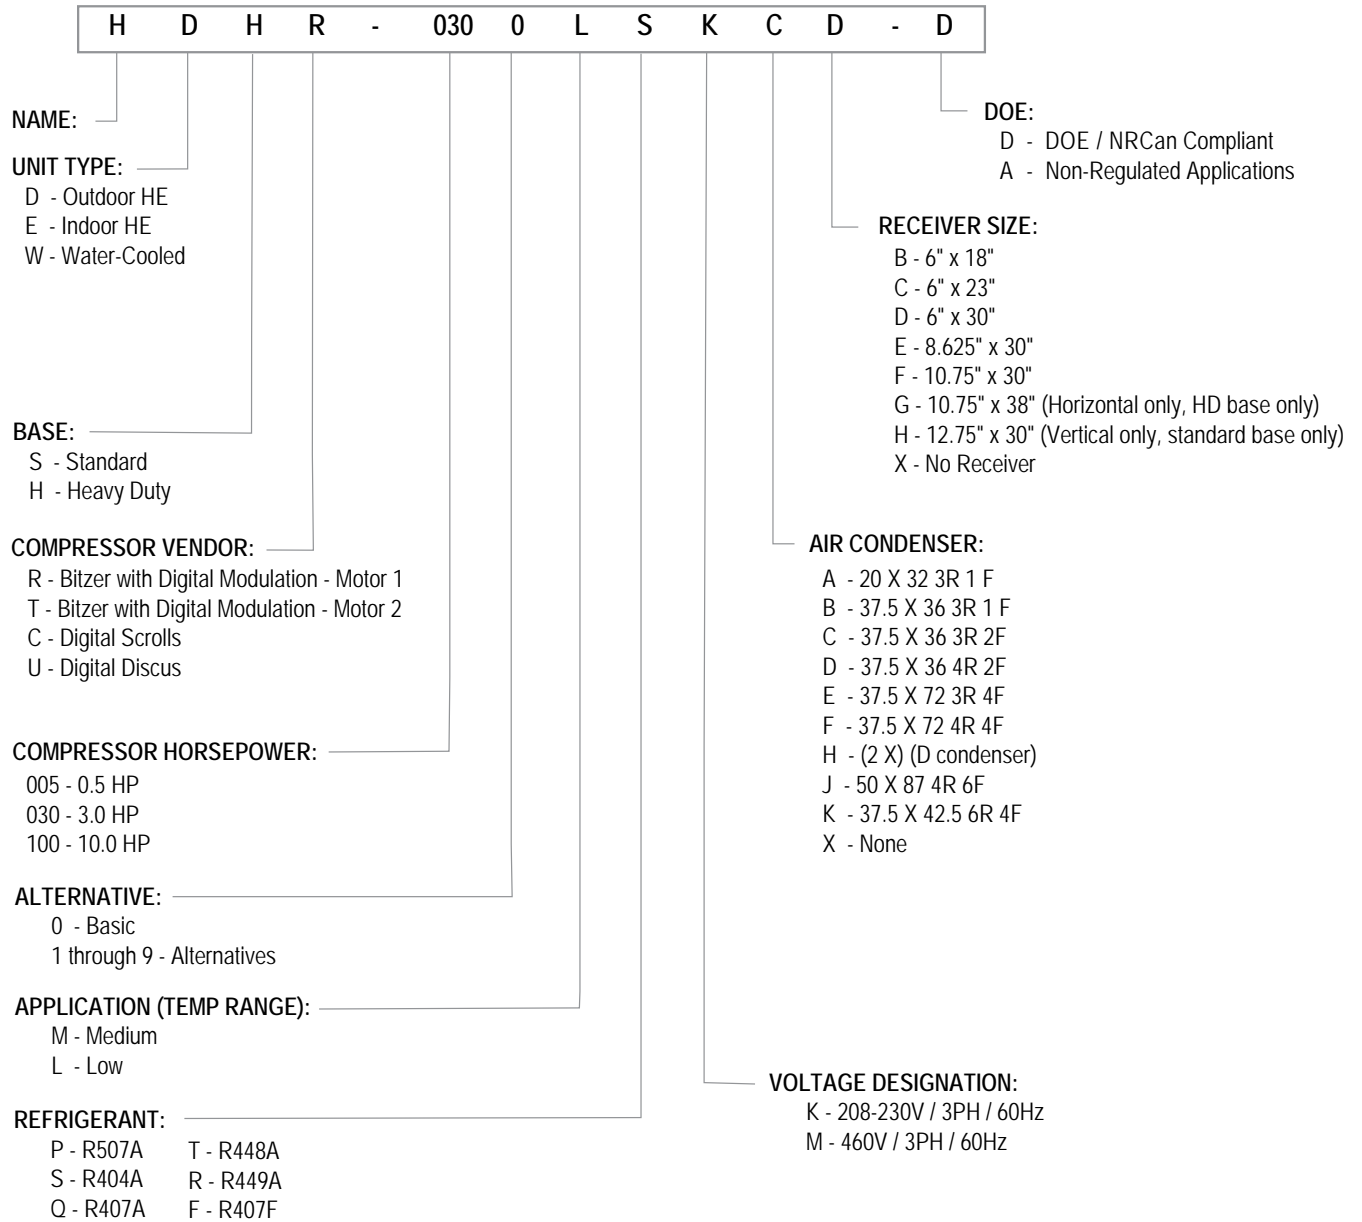 H D H R - 030 0 L S K C D - D
NAME:
UNIT TYPE:
D - Outdoor HE
E - Indoor HE
W - Water-Cooled
BASE:
S - Standard
H - Heavy Duty
COMPRESSOR VENDOR:
R - Bitzer with Digital Modulation - Motor 1
T - Bitzer with Digital Modulation - Motor 2
C - Digital Scrolls
U - Digital Discus
COMPRESSOR HORSEPOWER:
005 - 0.5 HP
030 - 3.0 HP
100 - 10.0 HP
ALTERNATIVE:
0 - Basic
1 through 9 - Alternatives
APPLICATION (TEMP RANGE):
M - Medium
L - Low
REFRIGERANT:
P - R507A T - R448A
S - R404A R - R449A
Q - R407A F - R407F
DOE:
D - DOE / NRCan Compliant
A - Non-Regulated Applications
RECEIVER SIZE:
B - 6" x 18"
C - 6" x 23"
D - 6" x 30"
E - 8.625" x 30"
F - 10.75" x 30"
G - 10.75" x 38" (Horizontal only, HD base only)
H - 12.75" x 30" (Vertical only, standard base only)
X - No Receiver
AIR CONDENSER:
A - 20 X 32 3R 1 F
B - 37.5 X 36 3R 1 F
C - 37.5 X 36 3R 2F
D - 37.5 X 36 4R 2F
E - 37.5 X 72 3R 4F
F - 37.5 X 72 4R 4F
H - (2 X) (D condenser)
J - 50 X 87 4R 6F
K - 37.5 X 42.5 6R 4F
X - None
VOLTAGE DESIGNATION:
K - 208-230V / 3PH / 60Hz
M - 460V / 3PH / 60Hz